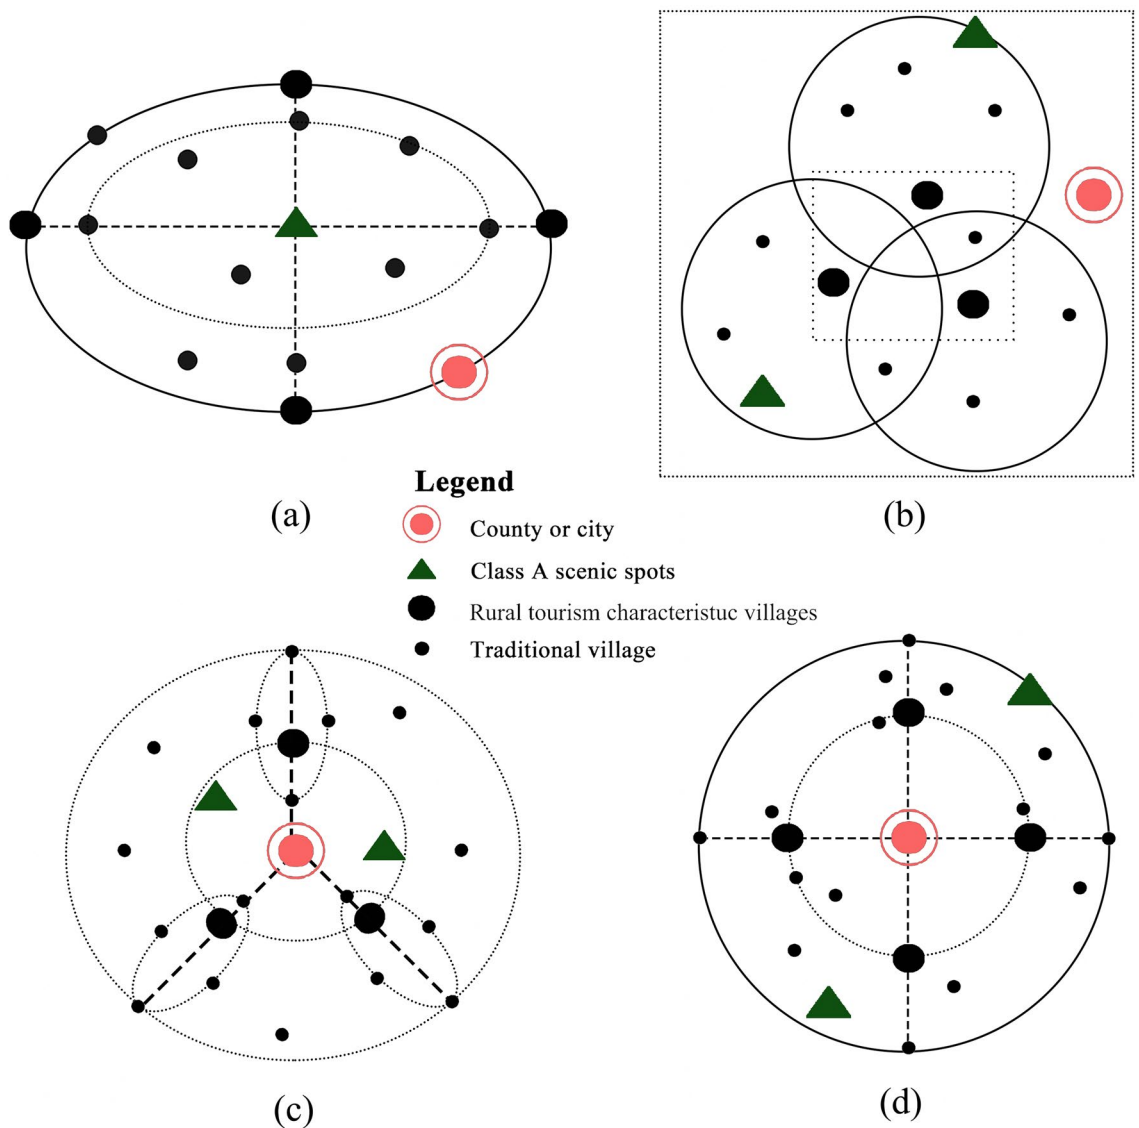 (a)
(b)
Legend
County or city
Class A scenic spots
Rural tourism characteristuc villages
Traditional village
(c)
(d)